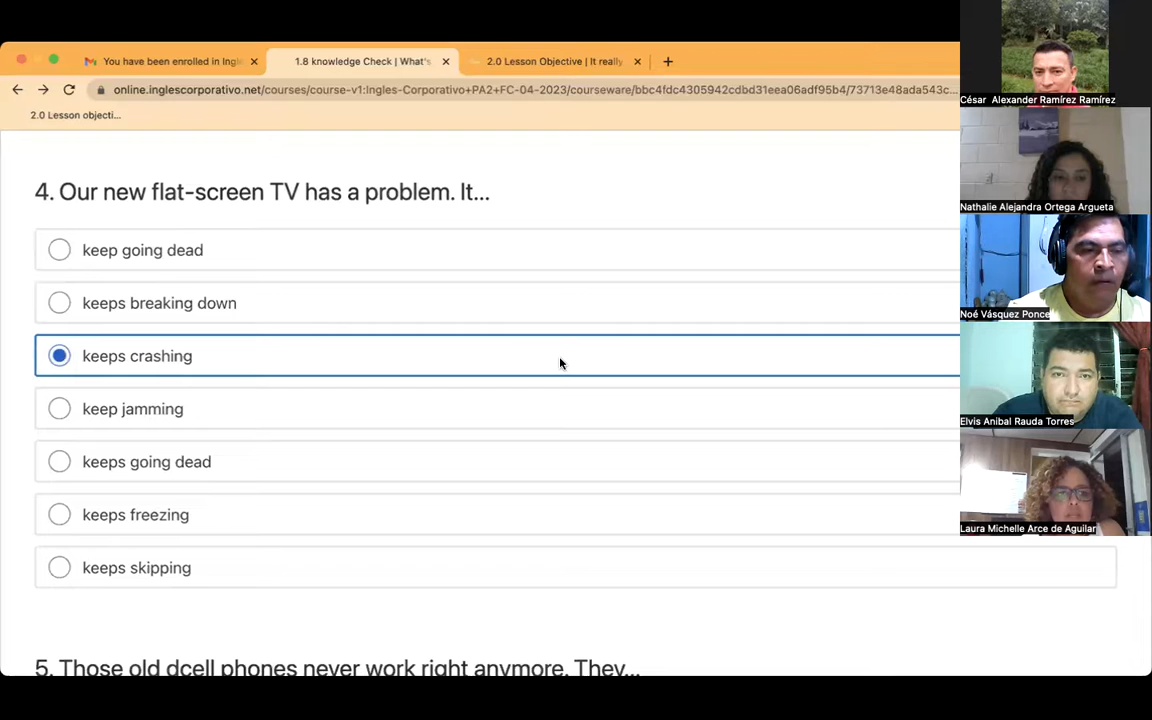 You have been enrolled in Ingl
1.8 knowledge Check | What's
2.0 Lesson Objective | It really
online.inglescorporativo.net/courses/course-v1:Ingles-Corporativo+PA2+FC-04-2023/courseware/bbc4fdc4305942cdbd31eea06adf95b4/73713e48ada543c...
2.0 Lesson objecti...
4. Our new flat-screen TV has a problem. It...
keep going dead
keeps breaking down
keeps crashing
keep jamming
keeps going dead
keeps freezing
keeps skipping
5. Those old dcell phones never work right anymore. They...
César Alexander Ramírez Ramírez
Nathalie Alejandra Ortega Argueta
Noé Vásquez Ponce
Elvis Anibal Rauda Torres
Laura Michelle Arce de Aguilar